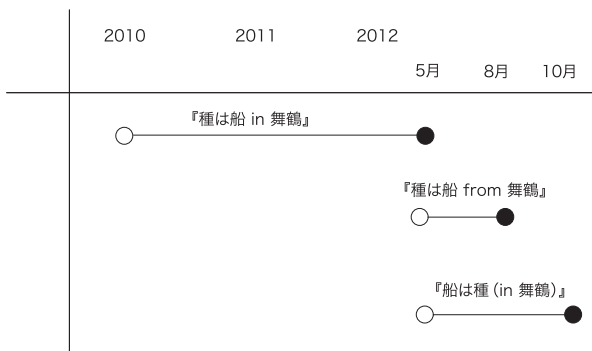 2010 2011 2012
5月 8月 10月
『種は船 in 舞鶴』
『種は船 from 舞鶴』
『船は種（in 舞鶴）』